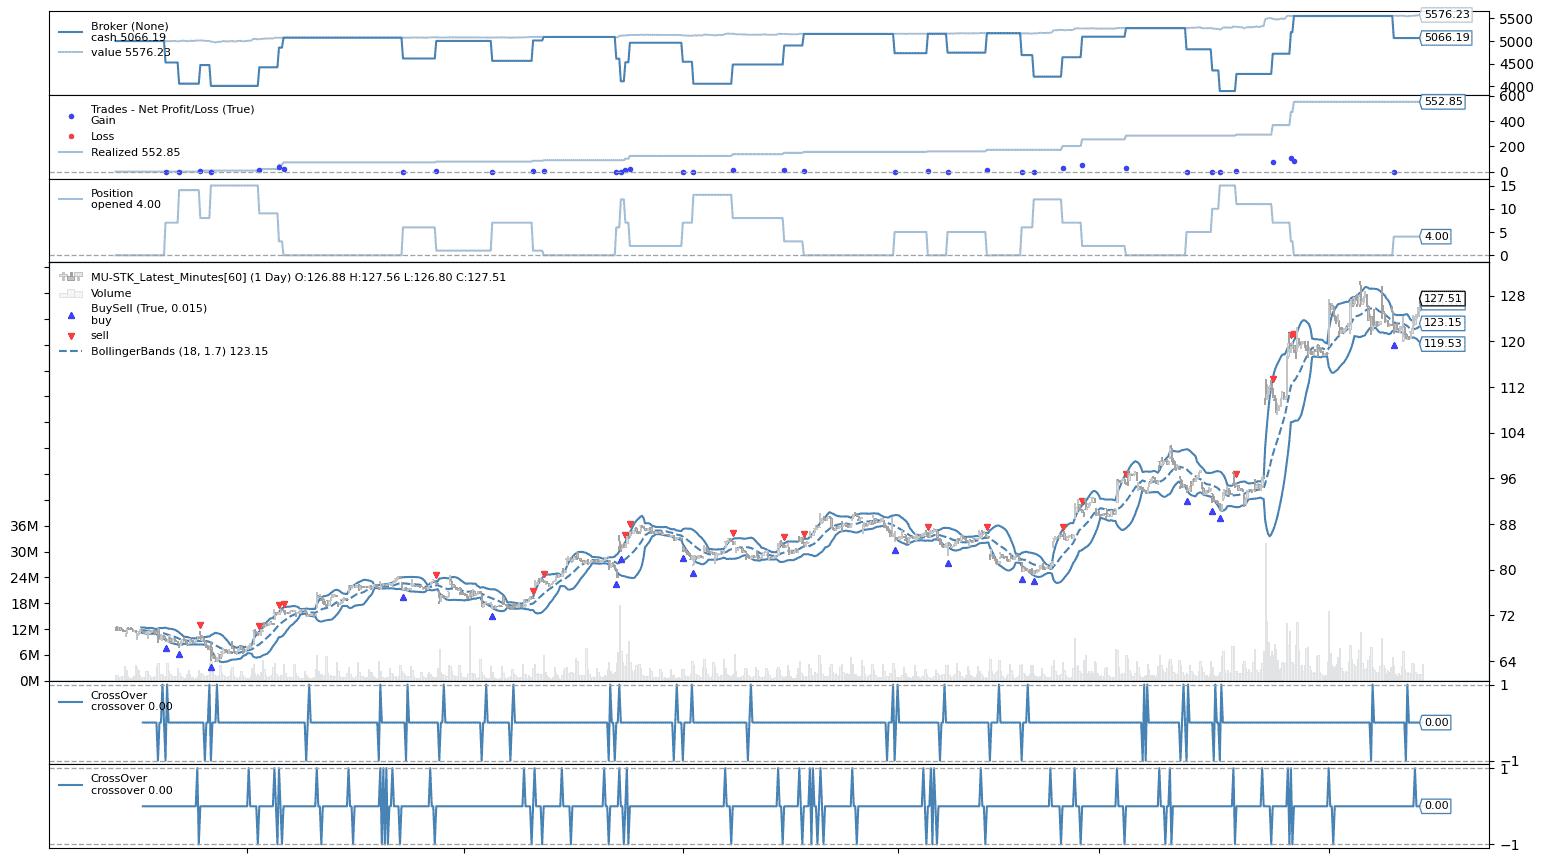 Broker (None)
cash 5066.19
value 5576.23
5576.23
5500
5066.19
5000
4500
4000
Trades - Net Profit/Loss (True)
Gain
Loss
Realized 552.85
600
552.85
400
200
0
Position
opened 4.00
15
10
5
4.00
0
MU-STK_Latest_Minutes[60] (1 Day) O:126.88 H:127.56 L:126.80 C:127.51
Volume
BuySell (True, 0.015)
buy
sell
BollingerBands (18, 1.7) 123.15
127.51
128
123.15
120
119.53
112
104
96
88
80
72
64
36M
30M
24M
18M
12M
6M
0M
CrossOver
crossover 0.00
1
0.00
−1
CrossOver
crossover 0.00
1
0.00
−1